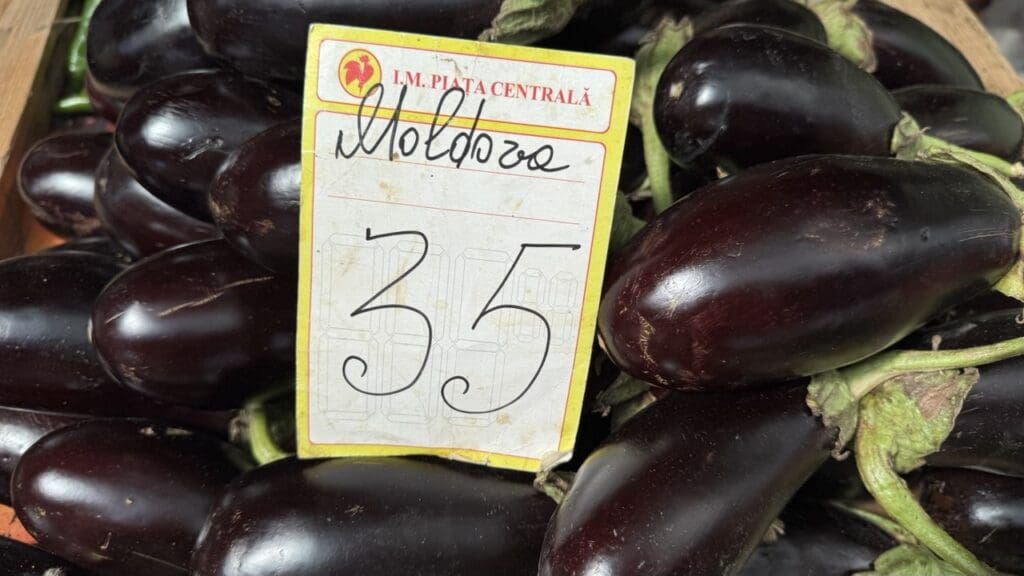 I.M. PIAȚA CENTRALĂ
Moldova
35